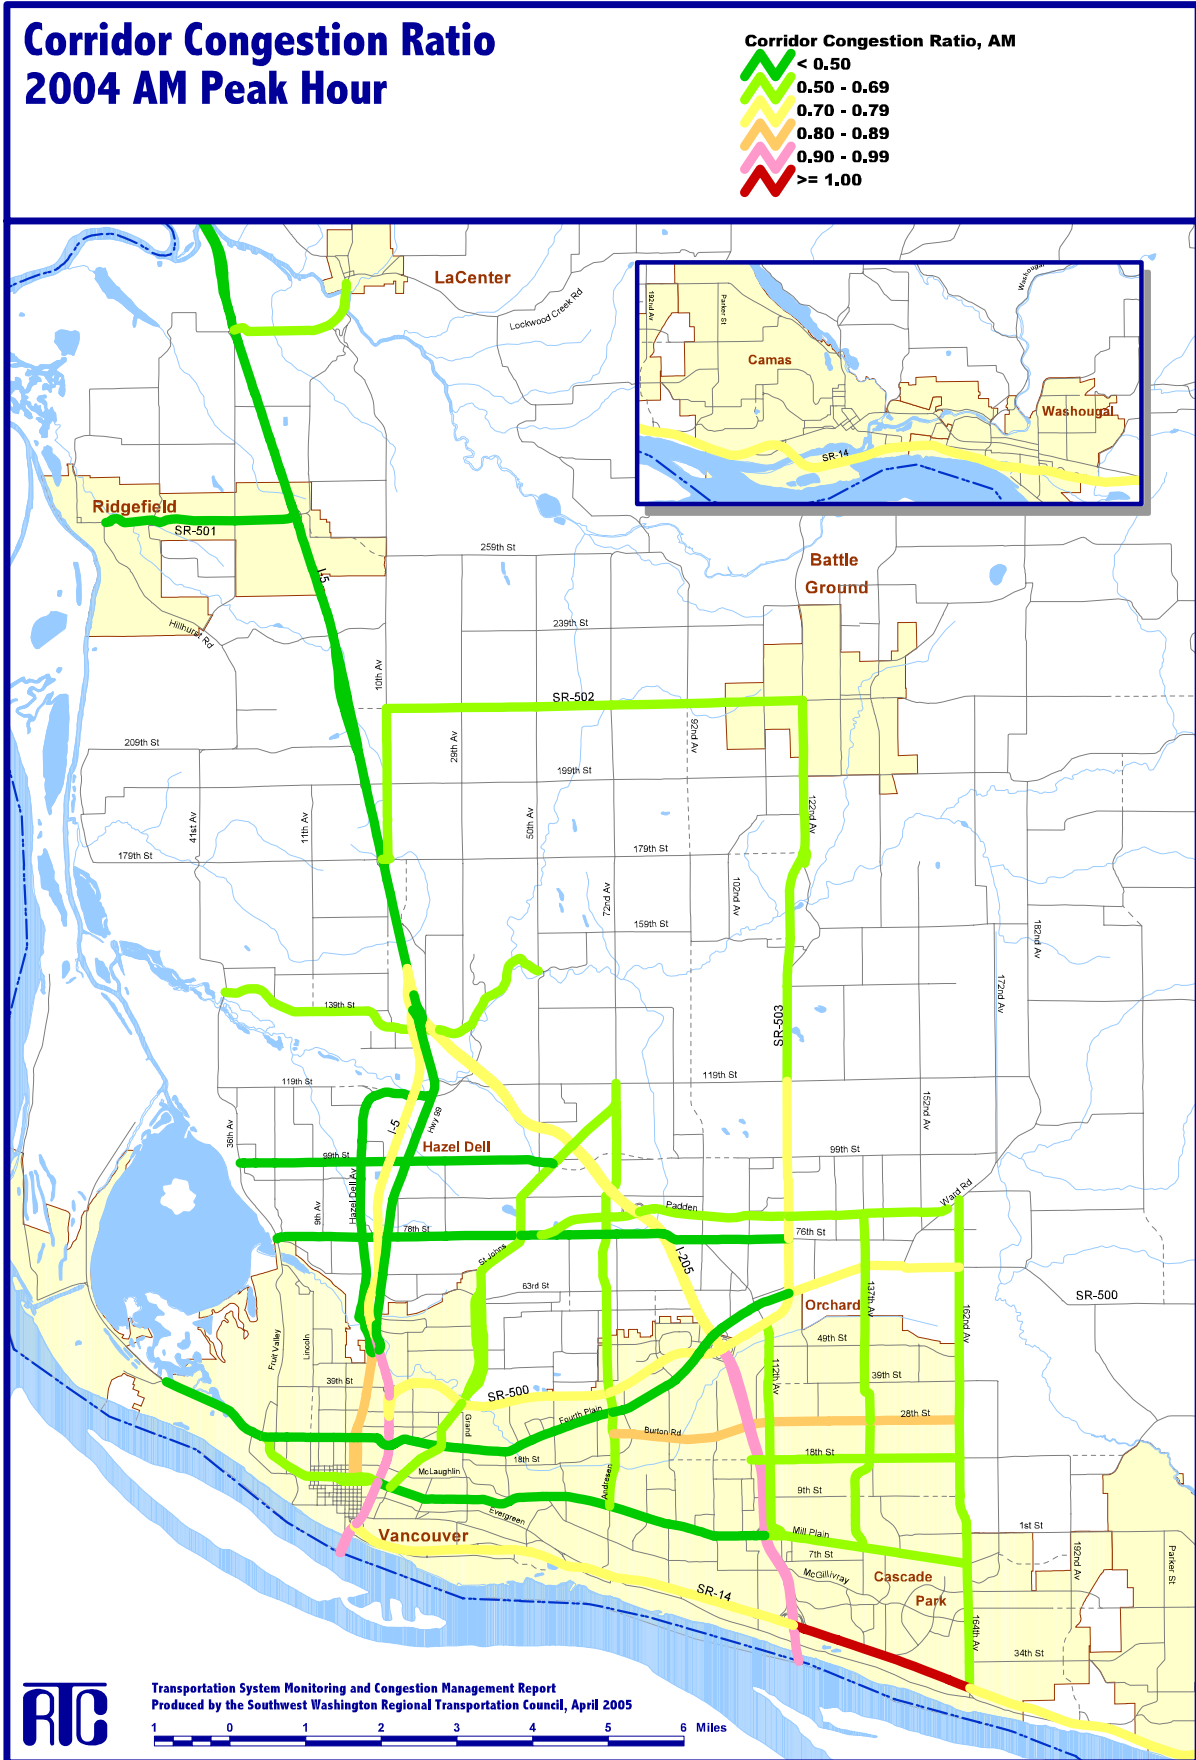 Corridor Congestion Ratio
2004 AM Peak Hour
Corridor Congestion Ratio, AM
< 0.50
0.50 - 0.69
0.70 - 0.79
0.80 - 0.89
0.90 - 0.99
>= 1.00
LaCenter
Lockwood Creek Rd
192nd Av
Parker St
Camas
Washougal
SR-14
Ridgefield
SR-501
I-5
Hillhurst Rd
259th St
239th St
Battle
Ground
10th Av
SR-502
209th St
29th Av
92nd Av
199th St
41st Av
11th Av
50th Av
122nd Av
179th St
179th St
72nd Av
102nd Av
159th St
182nd Av
172nd Av
139th St
SR-503
119th St
119th St
152nd Av
36th Av
I-5
Hwy 99
Hazel Dell
99th St
99th St
9th Av
Hazel Dell Av
78th St
Padden
Ward Rd
76th St
St Johns
I-205
63rd St
137th Av
SR-500
Orchards
162nd Av
Fruit Valley
Lincoln
49th St
112th Av
39th St
39th St
SR-500
Grand
Fourth Plain
Burton Rd
28th St
18th St
18th St
McLaughlin
Andresen
9th St
Evergreen
Vancouver
Mill Plain
1st St
7th St
McGillivray
Cascade
Park
192nd Av
Parker St
SR-14
164th Av
34th St
RTC
Transportation System Monitoring and Congestion Management Report
Produced by the Southwest Washington Regional Transportation Council, April 2005
1 0 1 2 3 4 5 6 Miles